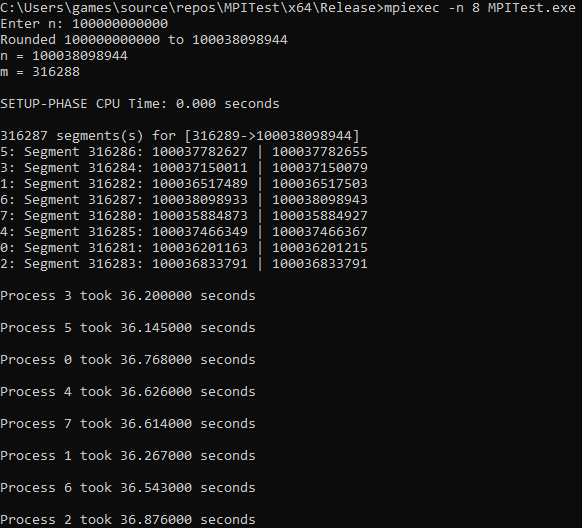 C:\Users\games\source\repos\MPITest\x64\Release>mpiexec -n 8 MPITest.exe
Enter n: 100000000000
Rounded 100000000000 to 100038098944
n = 100038098944
m = 316288
SETUP-PHASE CPU Time: 0.000 seconds
316287 segments(s) for [316289->100038098944]
5: Segment 316286: 100037782627 | 100037782655
3: Segment 316284: 100037150011 | 100037150079
1: Segment 316282: 100036517489 | 100036517503
6: Segment 316287: 100038098933 | 100038098943
7: Segment 316280: 100035884873 | 100035884927
4: Segment 316285: 100037466349 | 100037466367
0: Segment 316281: 100036201163 | 100036201215
2: Segment 316283: 100036833791 | 100036833791
Process 3 took 36.200000 seconds
Process 5 took 36.145000 seconds
Process 0 took 36.768000 seconds
Process 4 took 36.626000 seconds
Process 7 took 36.614000 seconds
Process 1 took 36.267000 seconds
Process 6 took 36.543000 seconds
Process 2 took 36.876000 seconds